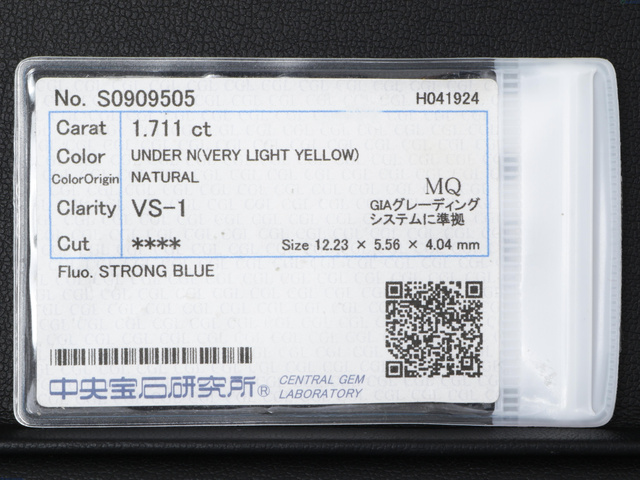 No. S0909505 H041924
Carat 1.711 ct
Color UNDER N(VERY LIGHT YELLOW)
ColorOrigin NATURAL
Clarity VS-1
MQ
GIAグレーディング
システムに準拠
Cut **** Size 12.23 × 5.56 × 4.04 mm
Fluo. STRONG BLUE
中央宝石研究所® CENTRAL GEM
LABORATORY